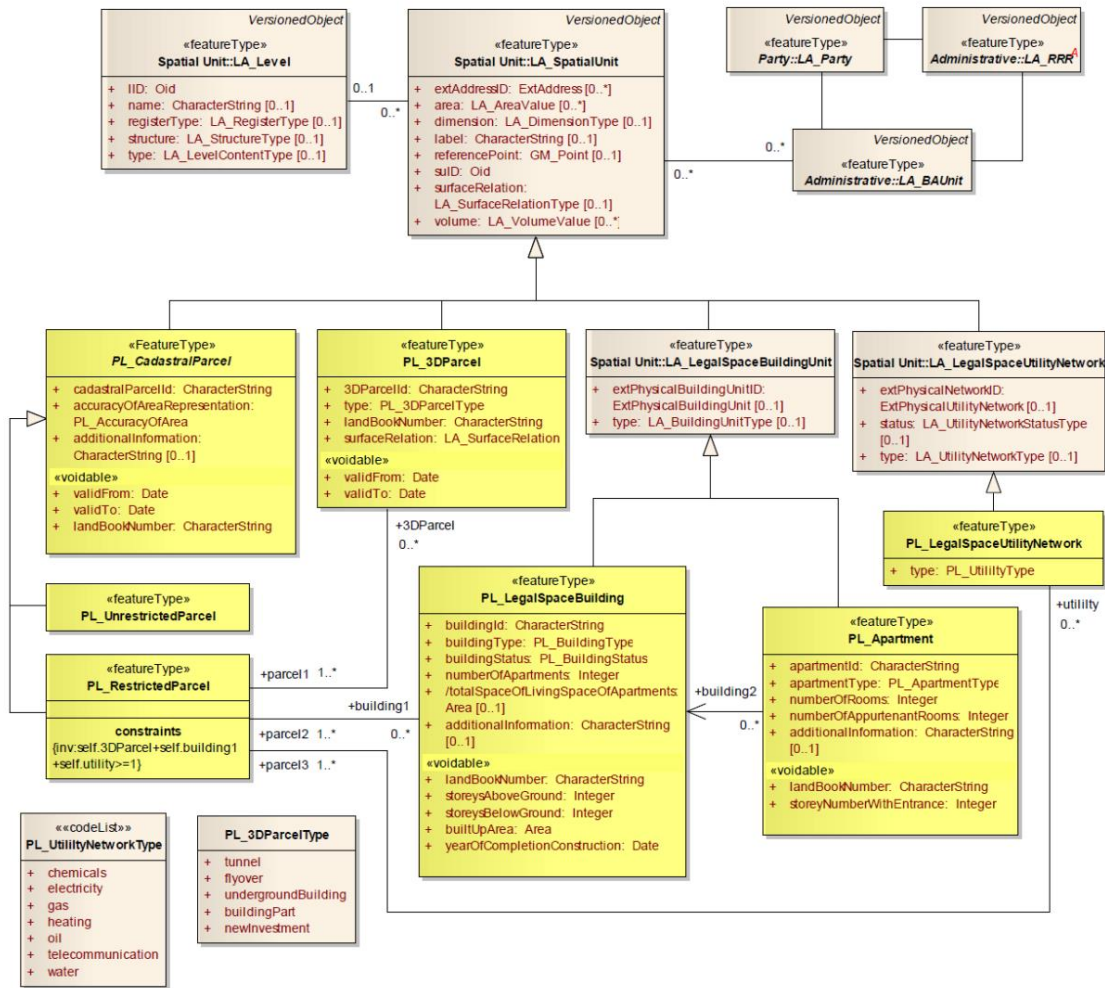 VersionedObject
«featureType»
Spatial Unit::LA_Level
+ lID: Oid
+ name: CharacterString [0..1]
+ registerType: LA_RegisterType [0..1]
+ structure: LA_StructureType [0..1]
+ type: LA_LevelContentType [0..1]
0..1
0..*
VersionedObject
«featureType»
Spatial Unit::LA_SpatialUnit
+ extAddressID: ExtAddress [0..*]
+ area: LA_AreaValue [0..*]
+ dimension: LA_DimensionType [0..1]
+ label: CharacterString [0..1]
+ referencePoint: GM_Point [0..1]
+ suID: Oid
+ surfaceRelation:
LA_SurfaceRelationType [0..1]
+ volume: LA_VolumeValue [0..*]
0..*
0..*
VersionedObject
«featureType»
Party::LA_Party
VersionedObject
«featureType»
Administrative::LA_RRR
A
VersionedObject
«featureType»
Administrative::LA_BAUnit
«FeatureType»
PL_CadastralParcel
+ cadastralParcelId: CharacterString
+ accuracyOfAreaRepresentation:
PL_AccuracyOfArea
+ additionalInformation:
CharacterString [0..1]
«voidable»
+ validFrom: Date
+ validTo: Date
+ landBookNumber: CharacterString
«FeatureType»
PL_3DParcel
+ 3DParcelId: CharacterString
+ type: PL_3DParcelType
+ landBookNumber: CharacterString
+ surfaceRelation: LA_SurfaceRelation
«voidable»
+ validFrom: Date
+ validTo: Date
+3DParcel
0..*
«featureType»
Spatial Unit::LA_LegalSpaceBuildingUnit
+ extPhysicalBuildingUnitID:
ExtPhysicalBuildingUnit [0..1]
+ type: LA_BuildingUnitType [0..1]
«featureType»
Spatial Unit::LA_LegalSpaceUtilityNetwork
+ extPhysicalNetworkID:
ExtPhysicalUtilityNetwork [0..1]
+ status: LA_UtilityNetworkStatusType
[0..1]
+ type: LA_UtilityNetworkType [0..1]
«featureType»
PL_LegalSpaceUtilityNetwork
+ type: PL_UtililtyType
+utililty
0..*
«featureType»
PL_UnrestrictedParcel
«featureType»
PL_RestrictedParcel
constraints
{inv:self.3DParcel+self.building1
+self.utility>=1}
+parcel1 1..*
+building1
0..*
+parcel2 1..*
+parcel3 1..*
«featureType»
PL_LegalSpaceBuilding
+ buildingId: CharacterString
+ buildingType: PL_BuildingType
+ buildingStatus: PL_BuildingStatus
+ numberOfApartments: Integer
+ /totalSpaceOfLivingSpaceOfApartments:
Area [0..1]
+ additionalInformation: CharacterString
[0..1]
«voidable»
+ landBookNumber: CharacterString
+ storeysAboveGround: Integer
+ storeysBelowGround: Integer
+ builtUpArea: Area
+ yearOfCompletionConstruction: Date
+building2
0..*
«featureType»
PL_Apartment
+ apartmentId: CharacterString
+ apartmentType: PL_ApartmentType
+ numberOfRooms: Integer
+ numberOfAppurtenantRooms: Integer
+ additionalInformation: CharacterString
[0..1]
«voidable»
+ landBookNumber: CharacterString
+ storeyNumberWithEntrance: Integer
««codeList»»
PL_UtililtyNetworkType
+ chemicals
+ electricity
+ gas
+ heating
+ oil
+ telecommunication
+ water
PL_3DParcelType
+ tunnel
+ flyover
+ undergroundBuilding
+ buildingPart
+ newInvestment